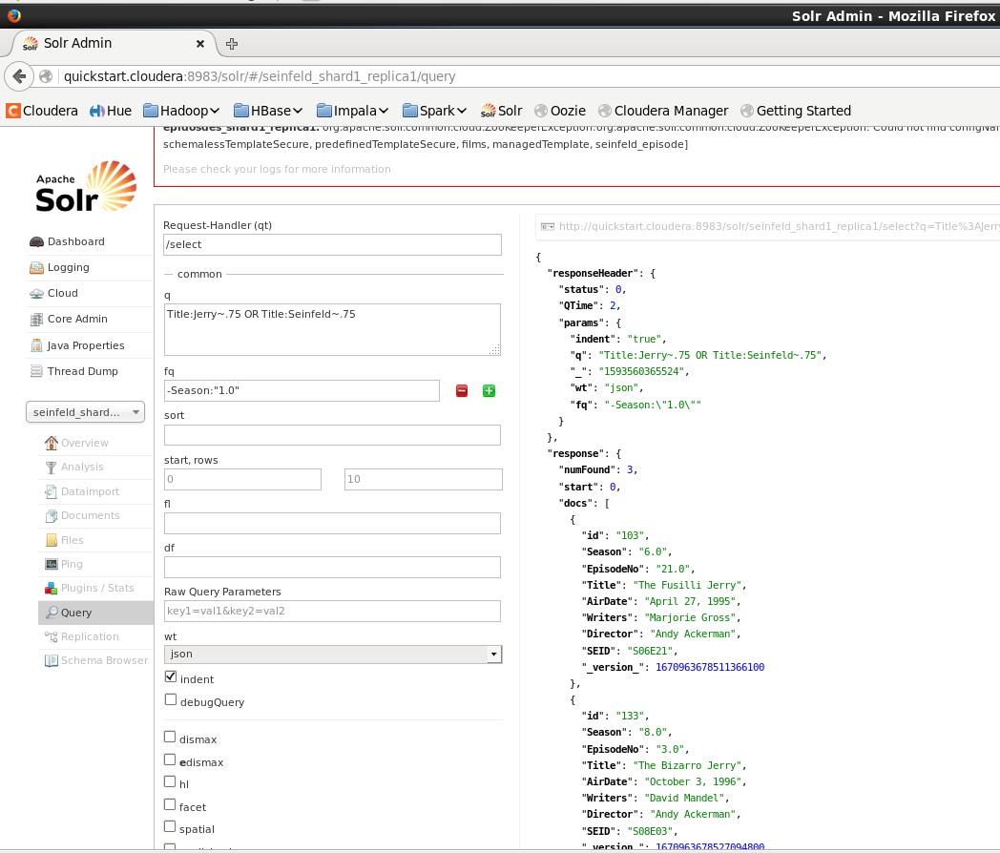 Solr Admin - Mozilla Firefox
Solr Admin
quickstart.cloudera:8983/solr/#/seinfeld_shard1_replica1/query
Cloudera Hue Hadoop HBase Impala Spark Solr Oozie Cloudera Manager Getting Started
epidosdes_shard1_replica1: org.apache.solr.common.cloud.ZooKeeperException:org.apache.solr.common.cloud.ZooKeeperException: Could not find configNam
schemalessTemplateSecure, predefinedTemplateSecure, films, managedTemplate, seinfeld_episode]
Please check your logs for more information
Apache
Solr
Dashboard
Logging
Cloud
Core Admin
Java Properties
Thread Dump
seinfeld_shard...
Overview
Analysis
Dataimport
Documents
Files
Ping
Plugins / Stats
Query
Replication
Schema Browser
Request-Handler (qt)
/select
common
q
Title:Jerry~.75 OR Title:Seinfeld~.75
fq
-Season:"1.0"
sort
start, rows
0 10
fl
df
Raw Query Parameters
key1=val1&key2=val2
wt
json
indent
debugQuery
dismax
edismax
hl
facet
spatial
http://quickstart.cloudera:8983/solr/seinfeld_shard1_replica1/select?q=Title%3AJerry
{
"responseHeader": {
"status": 0,
"QTime": 2,
"params": {
"indent": "true",
"q": "Title:Jerry~.75 OR Title:Seinfeld~.75",
"_": "1593560365524",
"wt": "json",
"fq": "-Season:\"1.0\""
}
},
"response": {
"numFound": 3,
"start": 0,
"docs": [
{
"id": "103",
"Season": "6.0",
"EpisodeNo": "21.0",
"Title": "The Fusilli Jerry",
"AirDate": "April 27, 1995",
"Writers": "Marjorie Gross",
"Director": "Andy Ackerman",
"SEID": "S06E21",
"_version_": 1670963678511366100
},
{
"id": "133",
"Season": "8.0",
"EpisodeNo": "3.0",
"Title": "The Bizarro Jerry",
"AirDate": "October 3, 1996",
"Writers": "David Mandel",
"Director": "Andy Ackerman",
"SEID": "S08E03",
"_version_": 1670963678527094800